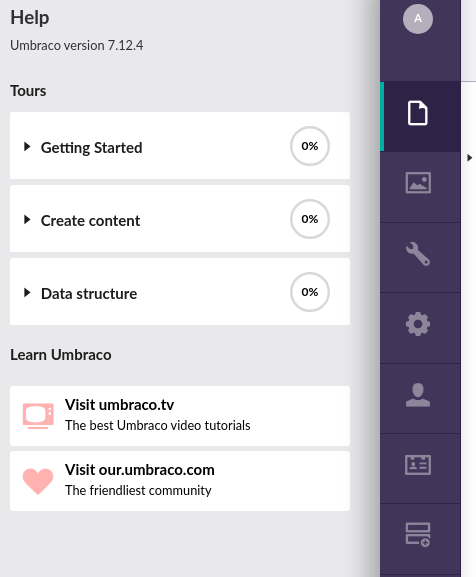 Help
Umbraco version 7.12.4
Tours
Getting Started 0%
Create content 0%
Data structure 0%
Learn Umbraco
Visit umbraco.tv
The best Umbraco video tutorials
Visit our.umbraco.com
The friendliest community
A